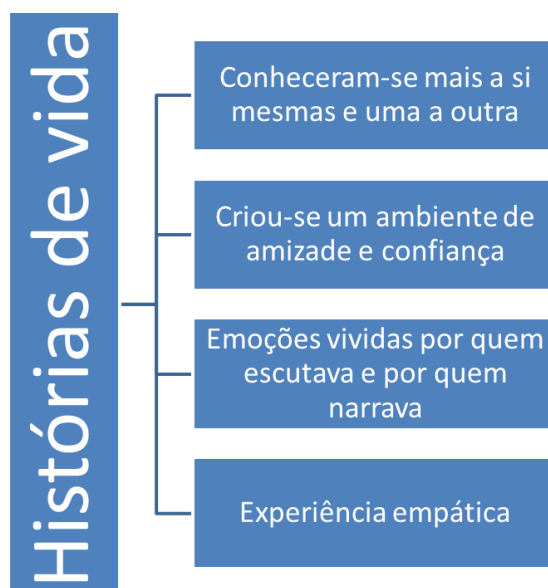 Histórias de vida
Conheceram-se mais a si
mesmas e uma a outra
Criou-se um ambiente de
amizade e confiança
Emoções vividas por quem
escutava e por quem
narrava
Experiência empática